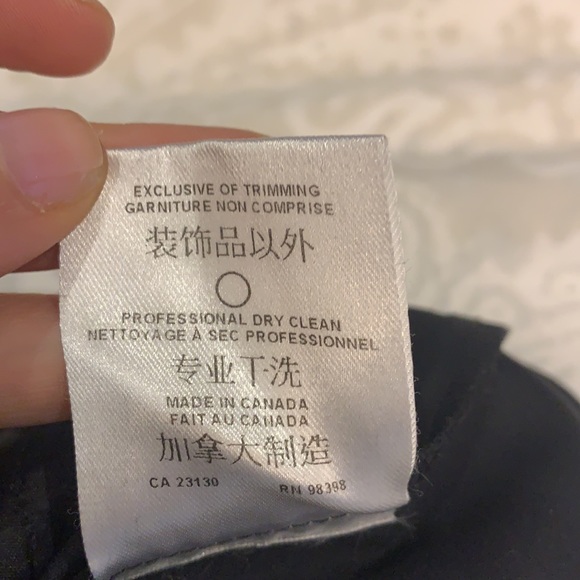 EXCLUSIVE OF TRIMMING
GARNITURE NON COMPRISE
装饰品以外
PROFESSIONAL DRY CLEAN
NETTOYAGE À SEC PROFESSIONNEL
专业干洗
MADE IN CANADA
FAIT AU CANADA
加拿大制造
CA 23130 RN 98398